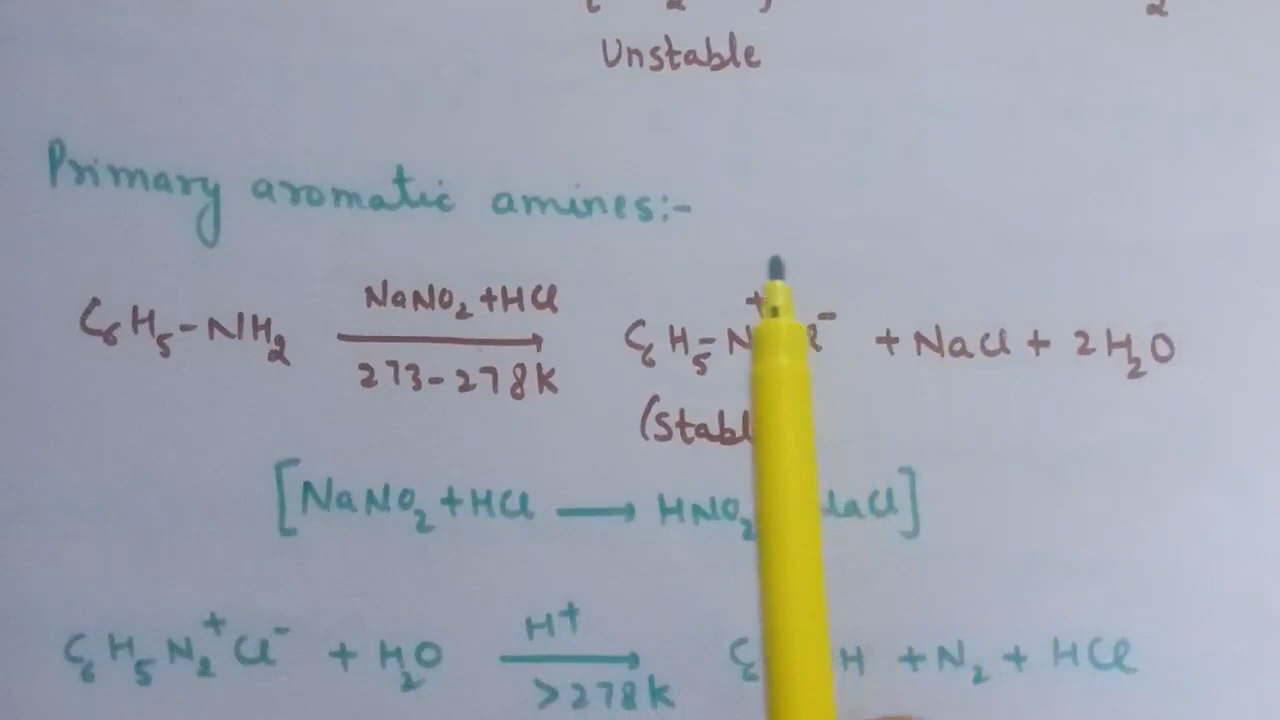 Unstable
Primary aromatic amines:-
C6H5-NH2 NaNO2+HCl 273-278K C6H5-N + - + NaCl + 2H2O
(Stabl
[NaNO2+HCl → HNO2 aCl]
C6H5N2+Cl- + H2O H+ >278K C6 H + N2 + HCl